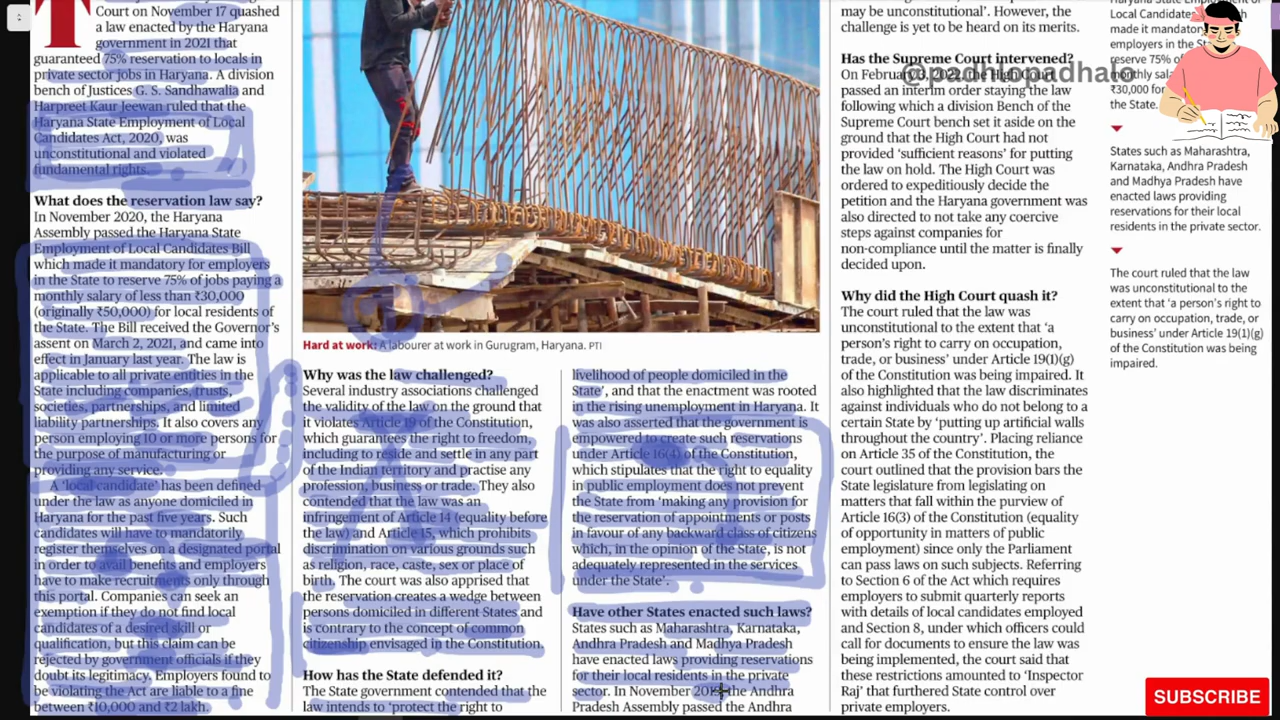 T
Court on November 17 quashed
a law enacted by the Haryana
government in 2021 that
guaranteed 75% reservation to locals in
private sector jobs in Haryana. A division
bench of Justices G. S. Sandhawalia and
Harpreet Kaur Jeewan ruled that the
Haryana State Employment of Local
Candidates Act, 2020, was
unconstitutional and violated
fundamental rights.
What does the reservation law say?
In November 2020, the Haryana
Assembly passed the Haryana State
Employment of Local Candidates Bill
which made it mandatory for employers
in the State to reserve 75% of jobs paying a
monthly salary of less than ₹30,000
(originally ₹50,000) for local residents of
the State. The Bill received the Governor's
assent on March 2, 2021, and came into
effect in January last year. The law is
applicable to all private entities in the
State including companies, trusts,
societies, partnerships, and limited
liability partnerships. It also covers any
person employing 10 or more persons for
the purpose of manufacturing or
providing any service.
A 'local candidate' has been defined
under the law as anyone domiciled in
Haryana for the past five years. Such
candidates will have to mandatorily
register themselves on a designated portal
in order to avail benefits and employers
have to make recruitments only through
this portal. Companies can seek an
exemption if they do not find local
candidates of a desired skill or
qualification, but this claim can be
rejected by government officials if they
doubt its legitimacy. Employers found to
be violating the Act are liable to a fine
between ₹10,000 and ₹2 lakh.
Hard at work: A labourer at work in Gurugram, Haryana. PTI
Why was the law challenged?
Several industry associations challenged
the validity of the law on the ground that
it violates Article 19 of the Constitution,
which guarantees the right to freedom,
including to reside and settle in any part
of the Indian territory and practise any
profession, business or trade. They also
contended that the law was an
infringement of Article 14 (equality before
the law) and Article 15, which prohibits
discrimination on various grounds such
as religion, race, caste, sex or place of
birth. The court was also apprised that
the reservation creates a wedge between
persons domiciled in different States and
is contrary to the concept of common
citizenship envisaged in the Constitution.
How has the State defended it?
The State government contended that the
law intends to 'protect the right to
livelihood of people domiciled in the
State', and that the enactment was rooted
in the rising unemployment in Haryana. It
was also asserted that the government is
empowered to create such reservations
under Article 16(4) of the Constitution,
which stipulates that the right to equality
in public employment does not prevent
the State from 'making any provision for
the reservation of appointments or posts
in favour of any backward class of citizens
which, in the opinion of the State, is not
adequately represented in the services
under the State'.
Have other States enacted such laws?
States such as Maharashtra, Karnataka,
Andhra Pradesh and Madhya Pradesh
have enacted laws providing reservations
for their local residents in the private
sector. In November the Andhra
Pradesh Assembly passed the Andhra
may be unconstitutional'. However, the
challenge is yet to be heard on its merits.
Has the Supreme Court intervened?
On February 3, 2022, the High Court
passed an interim order staying the law
following which a division Bench of the
Supreme Court bench set it aside on the
ground that the High Court had not
provided 'sufficient reasons' for putting
the law on hold. The High Court was
ordered to expeditiously decide the
petition and the Haryana government was
also directed to not take any coercive
steps against companies for
non-compliance until the matter is finally
decided upon.
Why did the High Court quash it?
The court ruled that the law was
unconstitutional to the extent that 'a
person's right to carry on occupation,
trade, or business' under Article 19(1)(g)
of the Constitution was being impaired. It
also highlighted that the law discriminates
against individuals who do not belong to a
certain State by 'putting up artificial walls
throughout the country'. Placing reliance
on Article 35 of the Constitution, the
court outlined that the provision bars the
State legislature from legislating on
matters that fall within the purview of
Article 16(3) of the Constitution (equality
of opportunity in matters of public
employment) since only the Parliament
can pass laws on such subjects. Referring
to Section 6 of the Act which requires
employers to submit quarterly reports
with details of local candidates employed
and Section 8, under which officers could
call for documents to ensure the law was
being implemented, the court said that
these restrictions amounted to 'Inspector
Raj' that furthered State control over
private employers.
@padhlopadhalo
Local Candidates
made it mandatory
employers in the
reserve 75%
monthly
₹30,000
the State.
States such as Maharashtra,
Karnataka, Andhra Pradesh
and Madhya Pradesh have
enacted laws providing
reservations for their local
residents in the private sector.
The court ruled that the law
was unconstitutional to the
extent that 'a person's right to
carry on occupation, trade, or
business' under Article 19(1)(g)
of the Constitution was being
impaired.
SUBSCRIBE